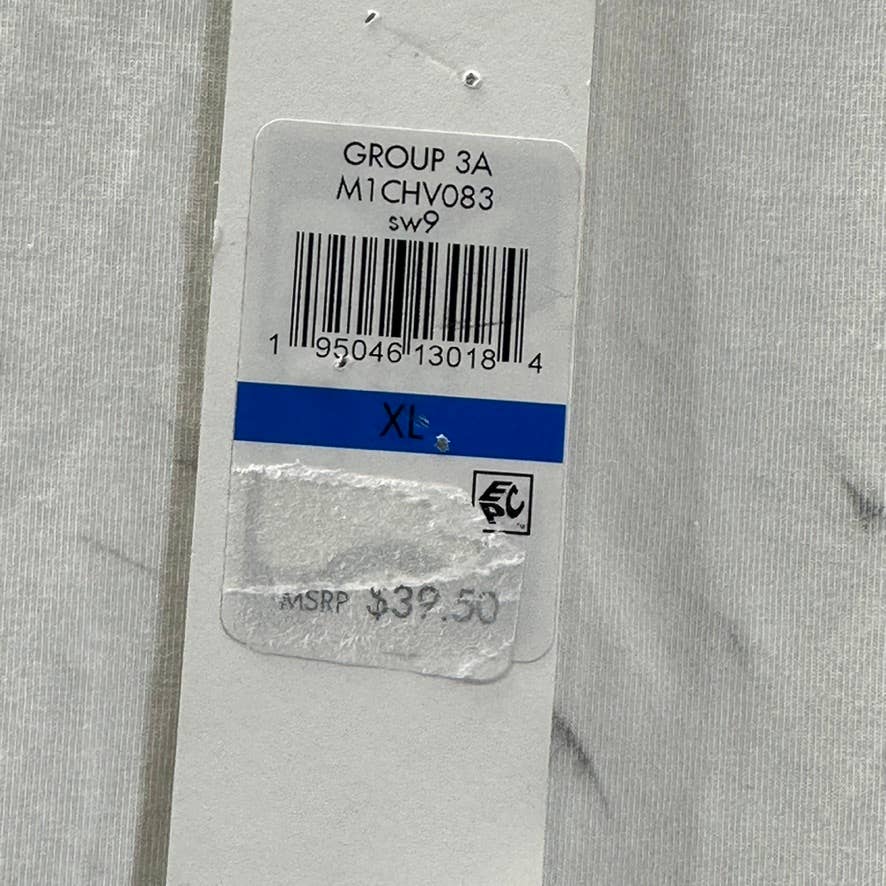 GROUP 3A
M1CHV083
sw9
1 95046 13018 4
XL
EPC
MSRP $39.50